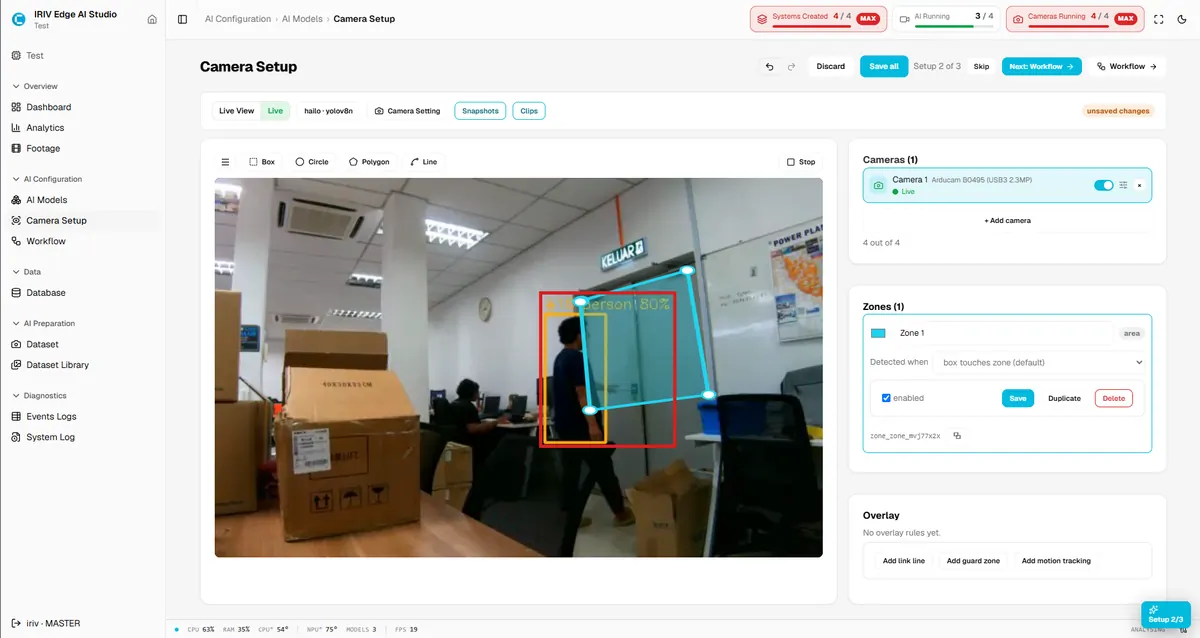 IRIV Edge AI Studio
Test
AI Configuration › AI Models › Camera Setup
Systems Created 4 / 4 MAX
AI Running 3 / 4
Cameras Running 4 / 4 MAX
Test
Overview
Dashboard
Analytics
Footage
AI Configuration
AI Models
Camera Setup
Workflow
Data
Database
AI Preparation
Dataset
Dataset Library
Diagnostics
Events Logs
System Log
iriv · MASTER
Camera Setup
Discard
Save all
Setup 2 of 3
Skip
Next: Workflow →
Workflow →
Live View
Live
hailo · yolov8n
Camera Setting
Snapshots
Clips
unsaved changes
Box
Circle
Polygon
Line
Stop
KELUAR
POWER PLA
person 80%
Cameras (1)
Camera 1 Arducam B0495 (USB3 2.3MP)
Live
+ Add camera
4 out of 4
Zones (1)
Zone 1
area
Detected when
box touches zone (default)
enabled
Save
Duplicate
Delete
zone_zone_mvj77x2x
Overlay
No overlay rules yet.
Add link line
Add guard zone
Add motion tracking
CPU 63% RAM 35% CPU° 54° NPU° 75° MODELS 3 FPS 19
ANALYSING
Setup 2/3